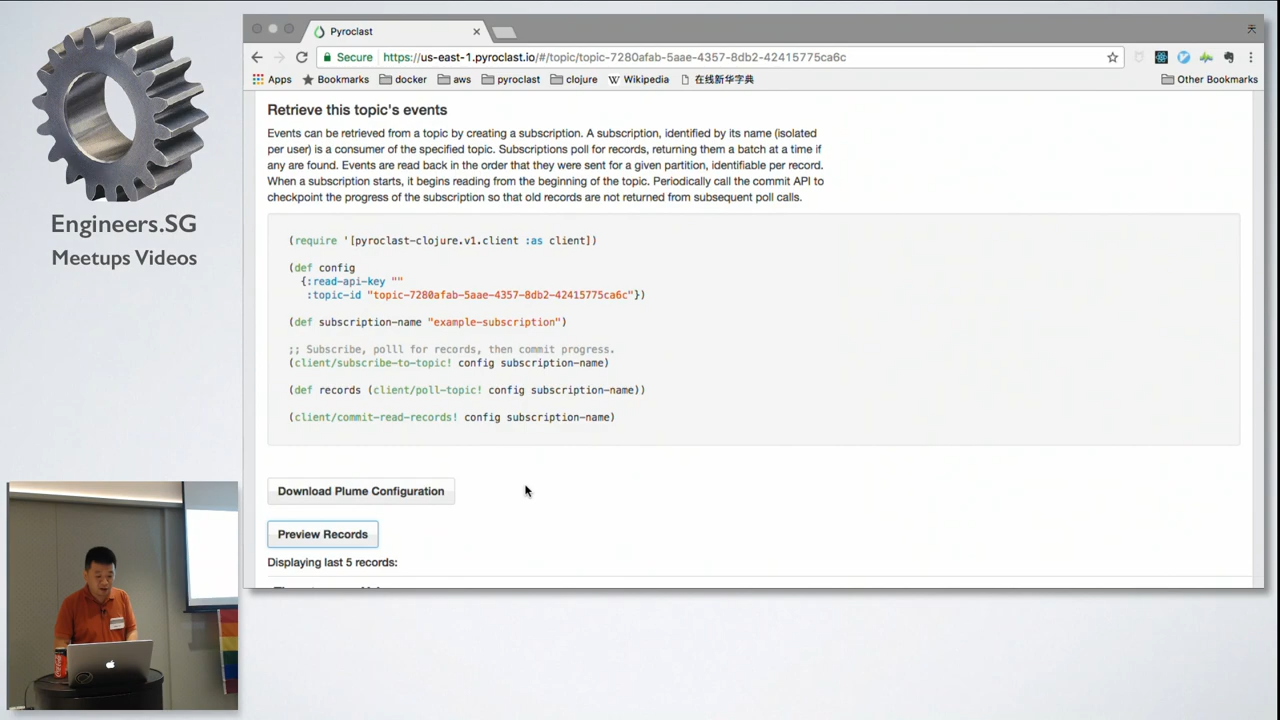 Engineers.SG
Meetups Videos
Pyroclast
Secure
https://us-east-1.pyroclast.io/#/topic/topic-7280afab-5aae-4357-8db2-42415775ca6c
天
Apps Bookmarks docker aws pyroclast clojure Wikipedia 在线新华字典 Other Bookmarks
Retrieve this topic's events
Events can be retrieved from a topic by creating a subscription. A subscription, identified by its name (isolated
per user) is a consumer of the specified topic. Subscriptions poll for records, returning them a batch at a time if
any are found. Events are read back in the order that they were sent for a given partition, identifiable per record.
When a subscription starts, it begins reading from the beginning of the topic. Periodically call the commit API to
checkpoint the progress of the subscription so that old records are not returned from subsequent poll calls.
(require '[pyroclast-clojure.v1.client :as client])
(def config
{:read-api-key ""
:topic-id "topic-7280afab-5aae-4357-8db2-42415775ca6c"})
(def subscription-name "example-subscription")
;; Subscribe, polll for records, then commit progress.
(client/subscribe-to-topic! config subscription-name)
(def records (client/poll-topic! config subscription-name))
(client/commit-read-records! config subscription-name)
Download Plume Configuration
Preview Records
Displaying last 5 records: